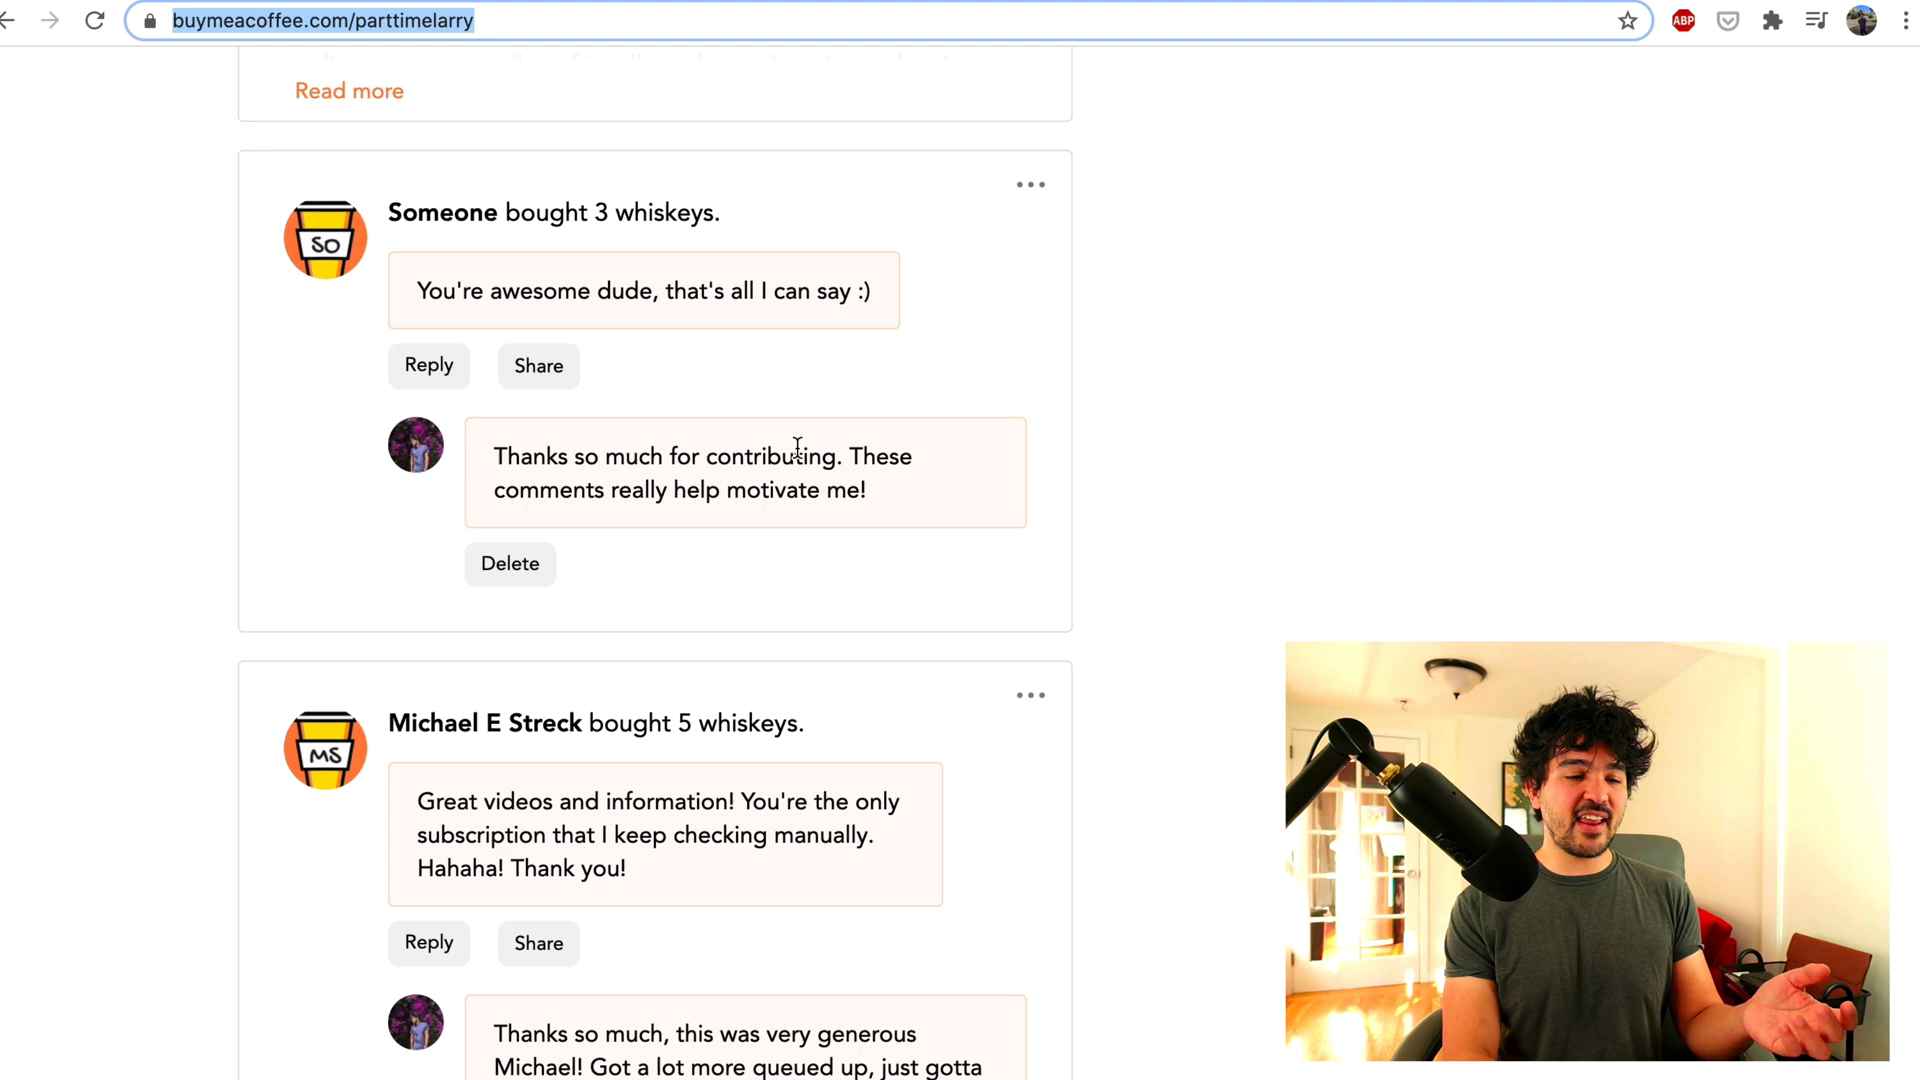 buymeacoffee.com/parttimelarry
ABP
Read more
Someone bought 3 whiskeys.
SO
You're awesome dude, that's all I can say :)
Reply
Share
Thanks so much for contributing. These
comments really help motivate me!
Delete
Michael E Streck bought 5 whiskeys.
MS
Great videos and information! You're the only
subscription that I keep checking manually.
Hahaha! Thank you!
Reply
Share
Thanks so much, this was very generous
Michael! Got a lot more queued up, just gotta